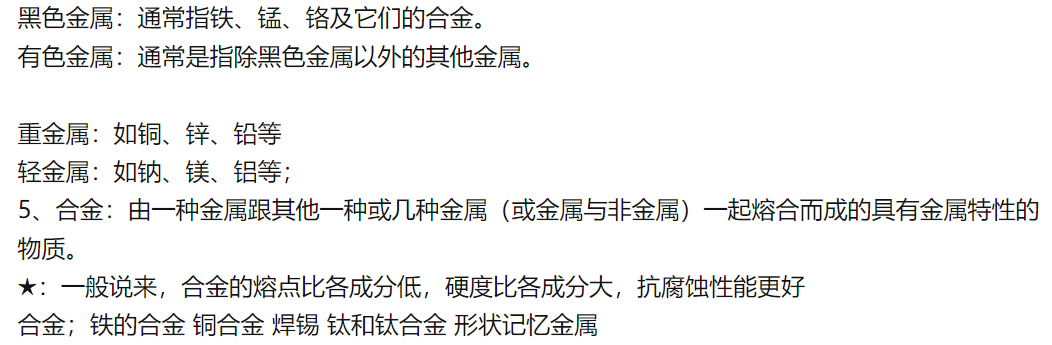 黑色金属：通常指铁、锰、铬及它们的合金。
有色金属：通常是指除黑色金属以外的其他金属。
重金属：如铜、锌、铅等
轻金属：如钠、镁、铝等；
5、合金：由一种金属跟其他一种或几种金属（或金属与非金属）一起熔合而成的具有金属特性的
物质。
★：一般说来，合金的熔点比各成分低，硬度比各成分大，抗腐蚀性能更好
合金；铁的合金 铜合金 焊锡 钛和钛合金 形状记忆金属